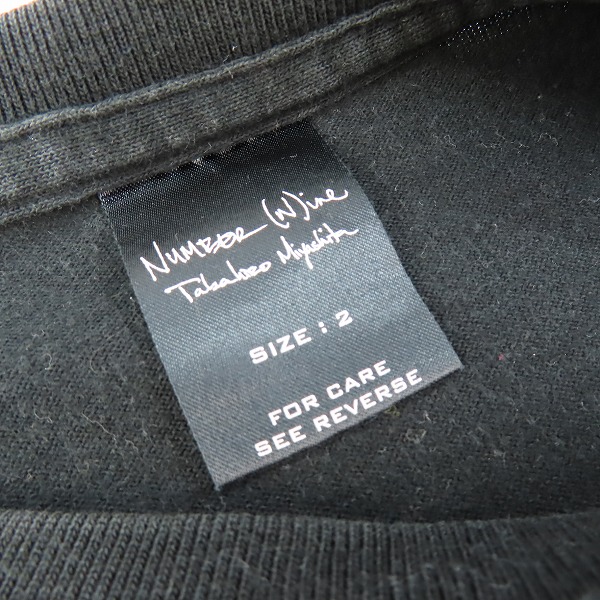 NUMBER (N)ine
Takahiro Miyashita
SIZE : 2
FOR CARE
SEE REVERSE